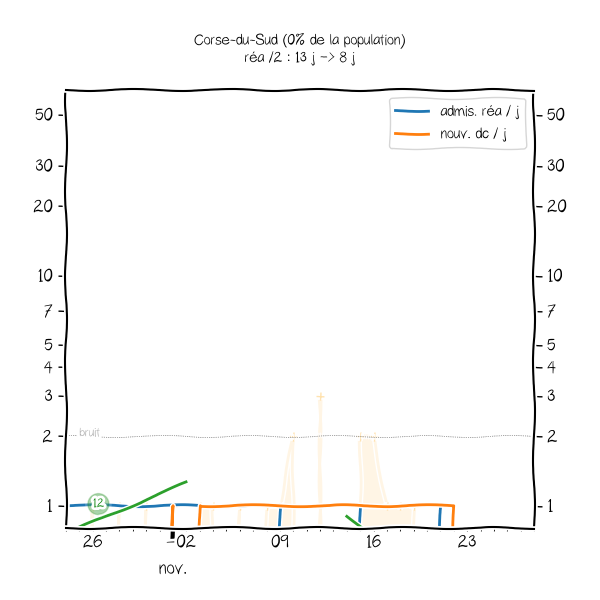 Corse-du-Sud (0% de la population)
réa /2 : 13 j -> 8 j
admis. réa / j
nouv. dc / j
50 50
30 30
20 20
10 10
7 7
5 5
4 4
3 3
bruit
2 2
12
1 1
26 02 09 16 23
nov.